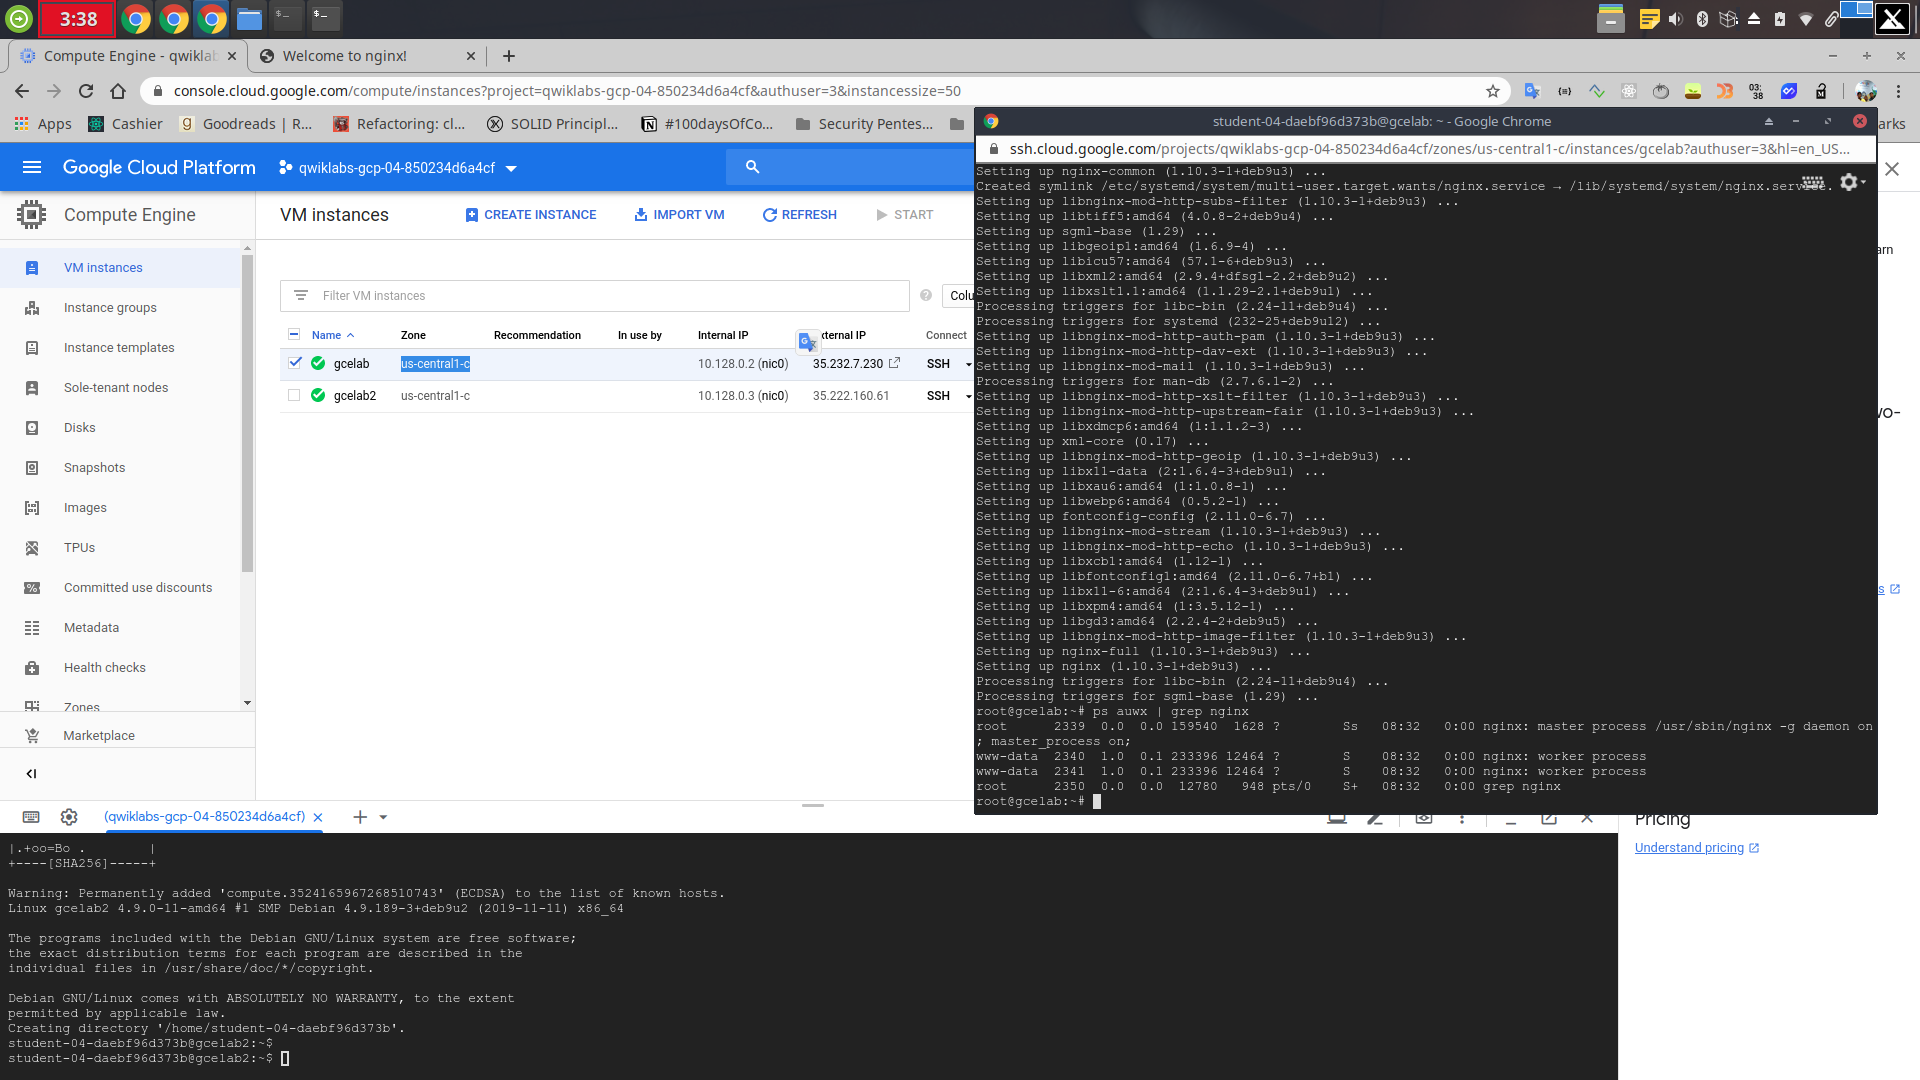 3:38
Compute Engine - qwikla
Welcome to nginx!
console.cloud.google.com/compute/instances?project=qwiklabs-gcp-04-850234d6a4cf&authuser=3&instancessize=50
03: 38
Apps
Cashier
Goodreads | R...
Refactoring: cl...
SOLID Principl...
#100daysOfCo...
Security Pentes...
arks
Google Cloud Platform
qwiklabs-gcp-04-850234d6a4cf
Compute Engine
VM instances
CREATE INSTANCE
IMPORT VM
REFRESH
START
VM instances
Instance groups
Instance templates
Sole-tenant nodes
Disks
Snapshots
Images
TPUs
Committed use discounts
Metadata
Health checks
Zones
Marketplace
Filter VM instances
Colu
Name
Zone
Recommendation
In use by
Internal IP
xternal IP
Connect
gcelab us-central1-c 10.128.0.2 (nic0) 35.232.7.230 SSH
gcelab2 us-central1-c 10.128.0.3 (nic0) 35.222.160.61 SSH
student-04-daebf96d373b@gcelab: ~ - Google Chrome
ssh.cloud.google.com/projects/qwiklabs-gcp-04-850234d6a4cf/zones/us-central1-c/instances/gcelab?authuser=3&hl=en_US...
Setting up nginx-common (1.10.3-1+deb9u3) ...
Created symlink /etc/systemd/system/multi-user.target.wants/nginx.service → /lib/systemd/system/nginx.service.
Setting up libnginx-mod-http-subs-filter (1.10.3-1+deb9u3) ...
Setting up libtiff5:amd64 (4.0.8-2+deb9u4) ...
Setting up sgml-base (1.29) ...
Setting up libgeoip1:amd64 (1.6.9-4) ...
Setting up libicu57:amd64 (57.1-6+deb9u3) ...
Setting up libxml2:amd64 (2.9.4+dfsg1-2.2+deb9u2) ...
Setting up libxslt1.1:amd64 (1.1.29-2.1+deb9u1) ...
Processing triggers for libc-bin (2.24-11+deb9u4) ...
Processing triggers for systemd (232-25+deb9u12) ...
Setting up libnginx-mod-http-auth-pam (1.10.3-1+deb9u3) ...
Setting up libnginx-mod-http-dav-ext (1.10.3-1+deb9u3) ...
Setting up libnginx-mod-mail (1.10.3-1+deb9u3) ...
Processing triggers for man-db (2.7.6.1-2) ...
Setting up libnginx-mod-http-xslt-filter (1.10.3-1+deb9u3) ...
Setting up libnginx-mod-http-upstream-fair (1.10.3-1+deb9u3) ...
Setting up libxdmcp6:amd64 (1:1.1.2-3) ...
Setting up xml-core (0.17) ...
Setting up libnginx-mod-http-geoip (1.10.3-1+deb9u3) ...
Setting up libx11-data (2:1.6.4-3+deb9u1) ...
Setting up libxau6:amd64 (1:1.0.8-1) ...
Setting up libwebp6:amd64 (0.5.2-1) ...
Setting up fontconfig-config (2.11.0-6.7) ...
Setting up libnginx-mod-stream (1.10.3-1+deb9u3) ...
Setting up libnginx-mod-http-echo (1.10.3-1+deb9u3) ...
Setting up libxcb1:amd64 (1.12-1) ...
Setting up libfontconfig1:amd64 (2.11.0-6.7+b1) ...
Setting up libx11-6:amd64 (2:1.6.4-3+deb9u1) ...
Setting up libxpm4:amd64 (1:3.5.12-1) ...
Setting up libgd3:amd64 (2.2.4-2+deb9u5) ...
Setting up libnginx-mod-http-image-filter (1.10.3-1+deb9u3) ...
Setting up nginx-full (1.10.3-1+deb9u3) ...
Setting up nginx (1.10.3-1+deb9u3) ...
Processing triggers for libc-bin (2.24-11+deb9u4) ...
Processing triggers for sgml-base (1.29) ...
root@gcelab:~# ps auwx | grep nginx
root 2339 0.0 0.0 159540 1628 ? Ss 08:32 0:00 nginx: master process /usr/sbin/nginx -g daemon on
; master_process on;
www-data 2340 1.0 0.1 233396 12464 ? S 08:32 0:00 nginx: worker process
www-data 2341 1.0 0.1 233396 12464 ? S 08:32 0:00 nginx: worker process
root 2350 0.0 0.0 12780 948 pts/0 S+ 08:32 0:00 grep nginx
root@gcelab:~#
arn
wo-
s
Pricing
Understand pricing
(qwiklabs-gcp-04-850234d6a4cf)
|.+oo=Bo . |
+----[SHA256]-----+
Warning: Permanently added 'compute.3524165967268510743' (ECDSA) to the list of known hosts.
Linux gcelab2 4.9.0-11-amd64 #1 SMP Debian 4.9.189-3+deb9u2 (2019-11-11) x86_64
The programs included with the Debian GNU/Linux system are free software;
the exact distribution terms for each program are described in the
individual files in /usr/share/doc/*/copyright.
Debian GNU/Linux comes with ABSOLUTELY NO WARRANTY, to the extent
permitted by applicable law.
Creating directory '/home/student-04-daebf96d373b'.
student-04-daebf96d373b@gcelab2:~$
student-04-daebf96d373b@gcelab2:~$